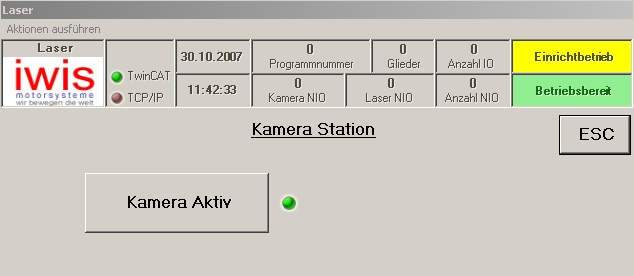 Laser
Aktionen ausführen
Laser
iwis
motorsysteme
wir bewegen die welt
TwinCAT
TCP/IP
30.10.2007
11:42:33
0
Programmnummer
0
Glieder
0
Anzahl IO
0
Kamera NIO
0
Laser NIO
0
Anzahl NIO
Einrichtbetrieb
Betriebsbereit
Kamera Station
ESC
Kamera Aktiv